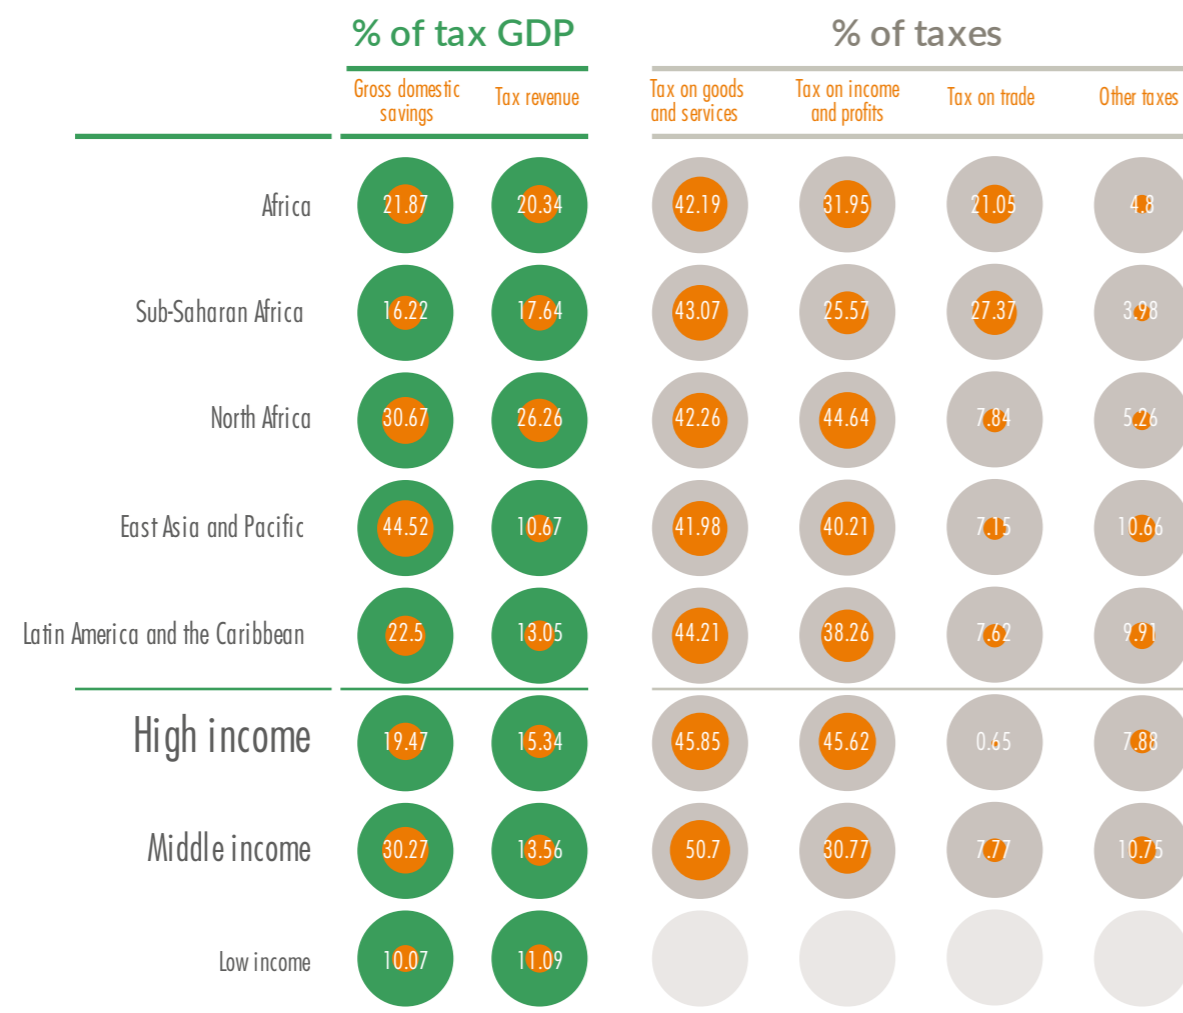 % of tax GDP
% of taxes
Gross domestic savings
Tax revenue
Tax on goods and services
Tax on income and profits
Tax on trade
Other taxes
Africa 21.87 20.34 42.19 31.95 21.05 4.8
Sub-Saharan Africa 16.22 17.64 43.07 25.57 27.37 3.98
North Africa 30.67 26.26 42.26 44.64 7.84 5.26
East Asia and Pacific 44.52 10.67 41.98 40.21 7.15 10.66
Latin America and the Caribbean 22.5 13.05 44.21 38.26 7.62 9.91
High income 19.47 15.34 45.85 45.62 0.65 7.88
Middle income 30.27 13.56 50.7 30.77 7.77 10.75
Low income 10.07 11.09